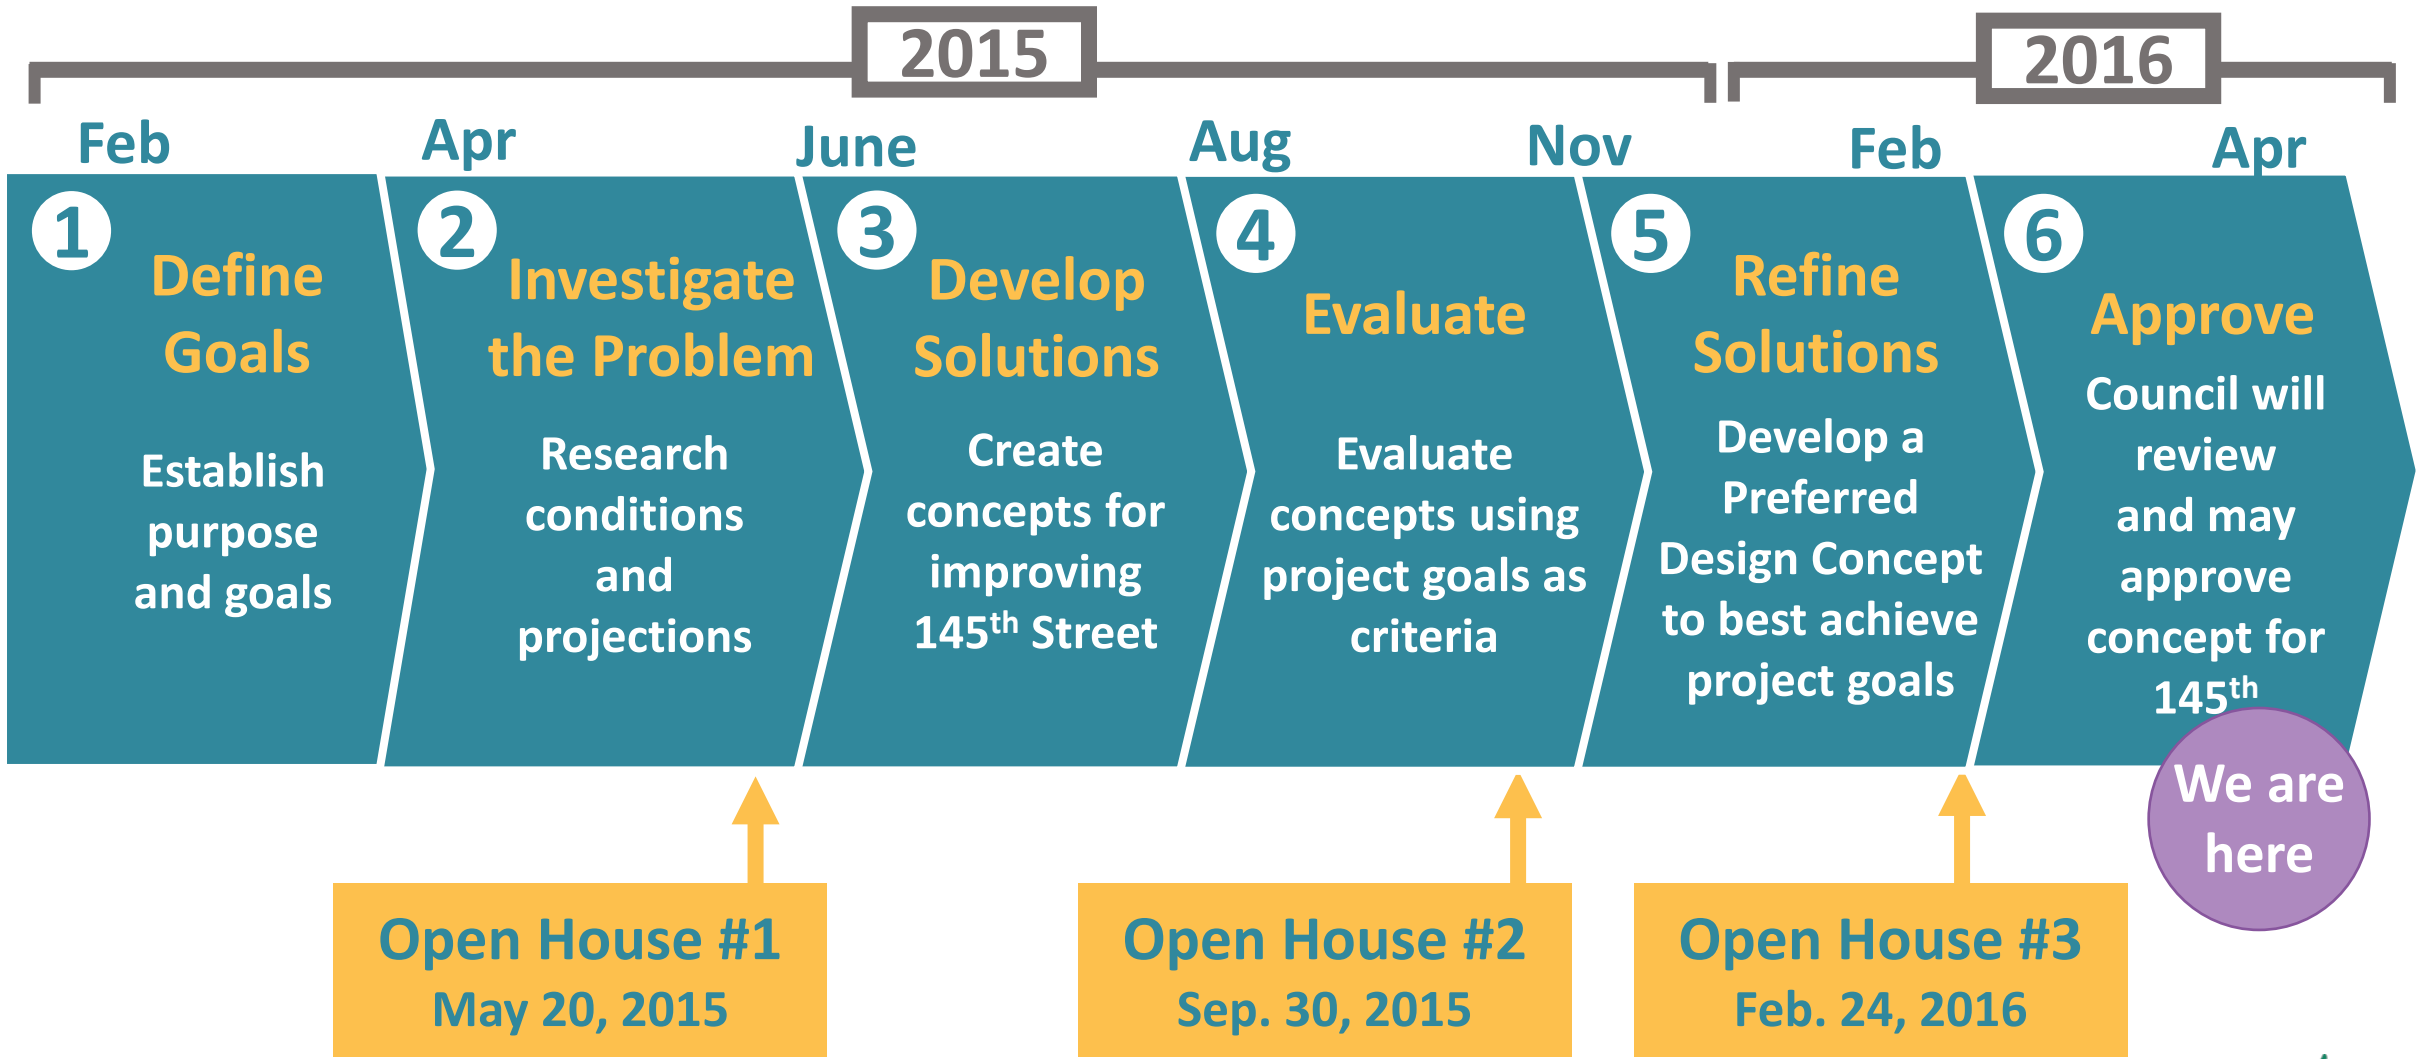 2015
2016
Feb
Apr
June
Aug
Nov
Feb
Apr
1
Define
Goals
Establish
purpose
and goals
2
Investigate
the Problem
Research
conditions
and
projections
3
Develop
Solutions
Create
concepts for
improving
145th Street
4
Evaluate
Evaluate
concepts using
project goals as
criteria
5
Refine
Solutions
Develop a
Preferred
Design Concept
to best achieve
project goals
6
Approve
Council will
review
and may
approve
concept for
145th
We are
here
Open House #1
May 20, 2015
Open House #2
Sep. 30, 2015
Open House #3
Feb. 24, 2016